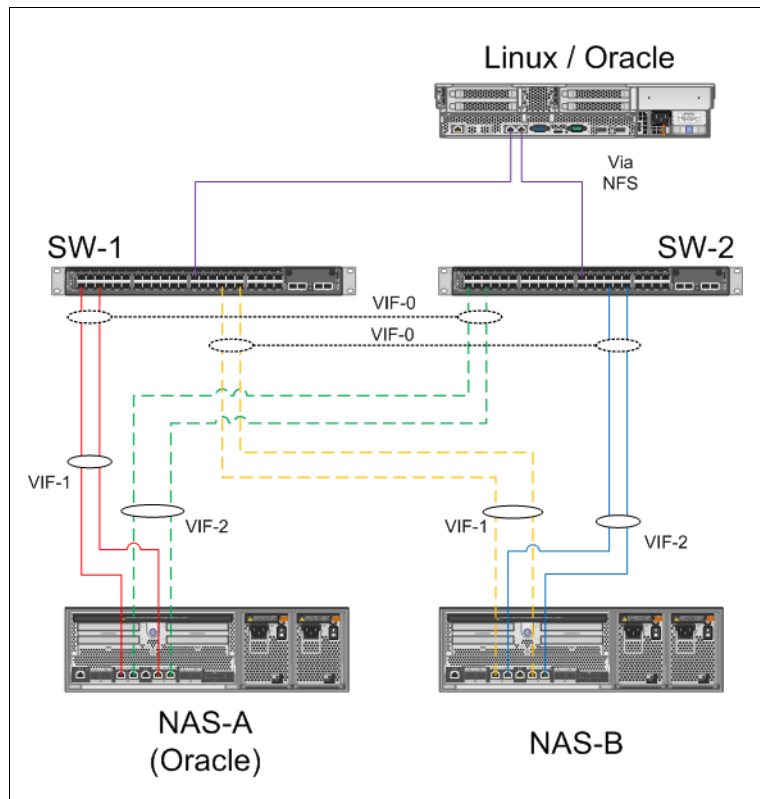 Linux / Oracle
Via
NFS
SW-1
SW-2
VIF-0
VIF-0
VIF-1
VIF-2
VIF-1
VIF-2
NAS-A
(Oracle)
NAS-B